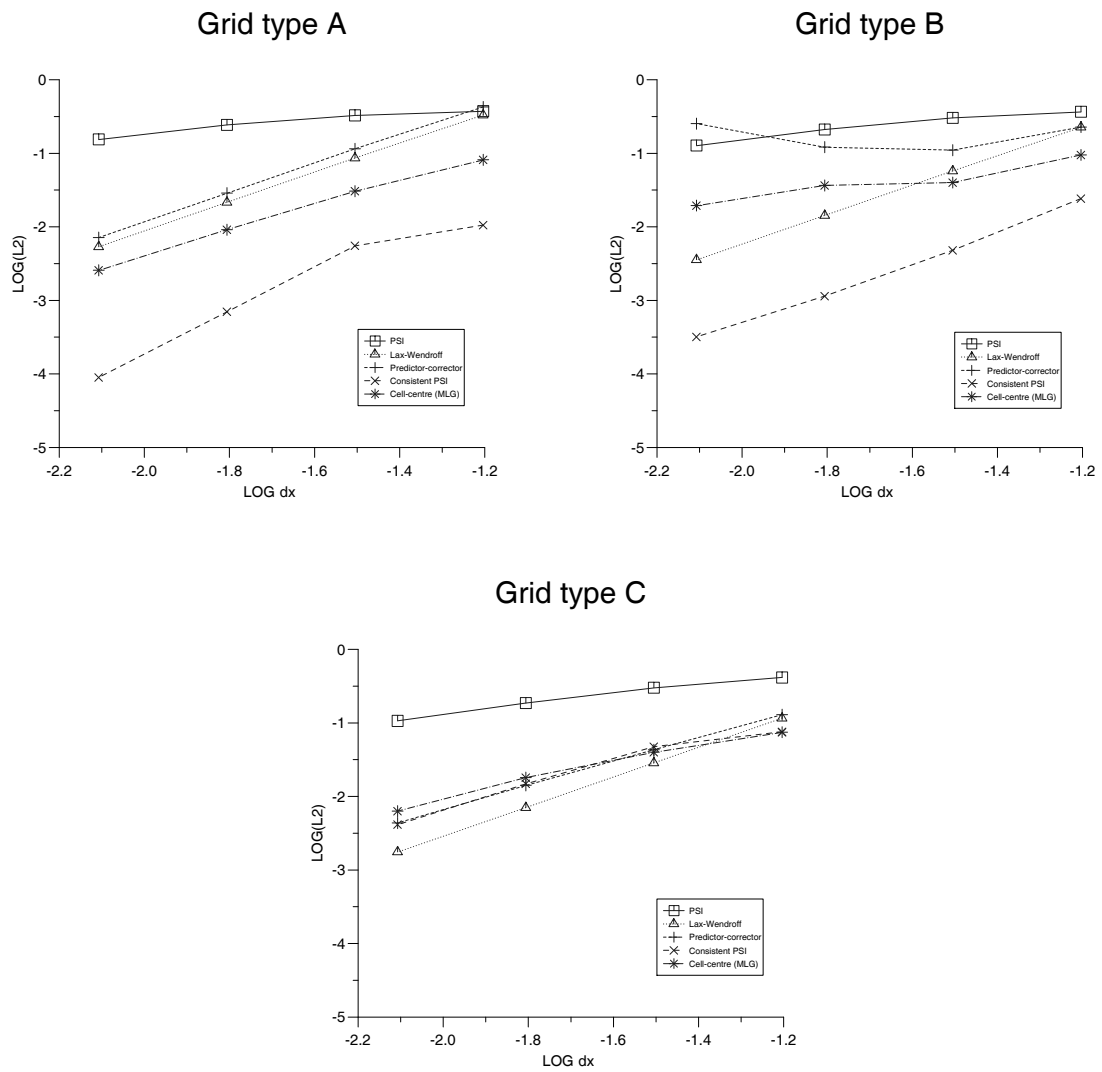 Grid type A
0
-1
-2
-3
-4
-5
LOG(L2)
-2.2 -2.0 -1.8 -1.6 -1.4 -1.2
LOG dx
PSI
Lax-Wendroff
Predictor-corrector
Consistent PSI
Cell-centre (MLG)
Grid type B
0
-1
-2
-3
-4
-5
LOG(L2)
-2.2 -2.0 -1.8 -1.6 -1.4 -1.2
LOG dx
PSI
Lax-Wendroff
Predictor-corrector
Consistent PSI
Cell-centre (MLG)
Grid type C
0
-1
-2
-3
-4
-5
LOG(L2)
-2.2 -2.0 -1.8 -1.6 -1.4 -1.2
LOG dx
PSI
Lax-Wendroff
Predictor-corrector
Consistent PSI
Cell-centre (MLG)